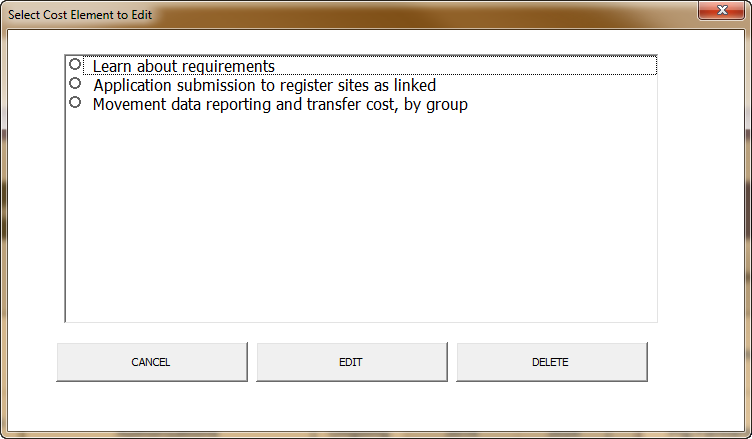 Select Cost Element to Edit
Learn about requirements
Application submission to register sites as linked
Movement data reporting and transfer cost, by group
CANCEL
EDIT
DELETE